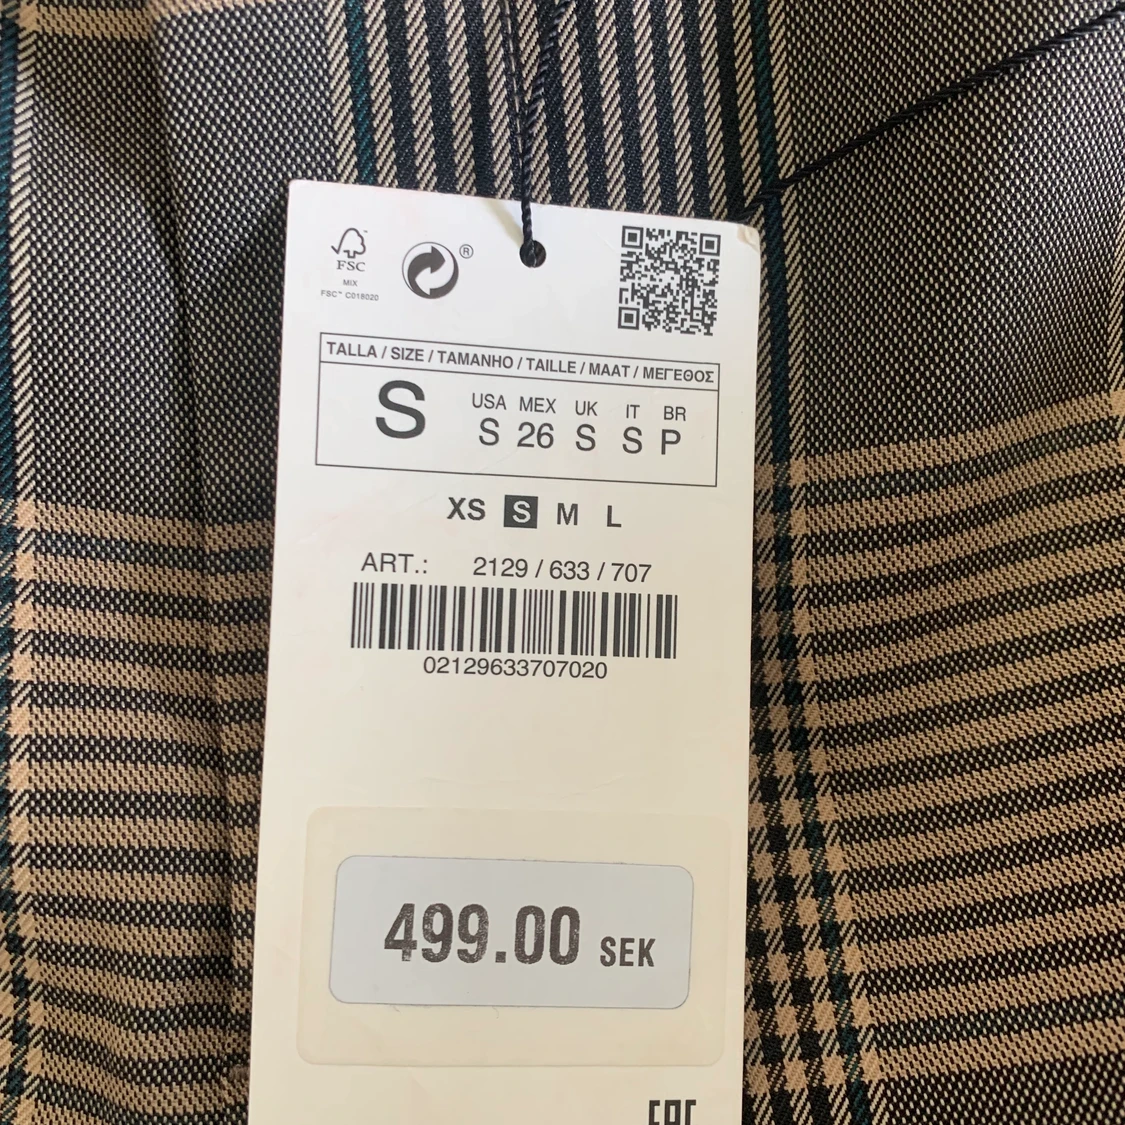 FSC
MIX
FSC™ C018020
®
TALLA / SIZE / TAMANHO / TAILLE / MAAT / ΜΕΓΕΘΟΣ
S
USA MEX UK IT BR
S 26 S S P
XS S M L
ART.: 2129 / 633 / 707
02129633707020
499.00 SEK